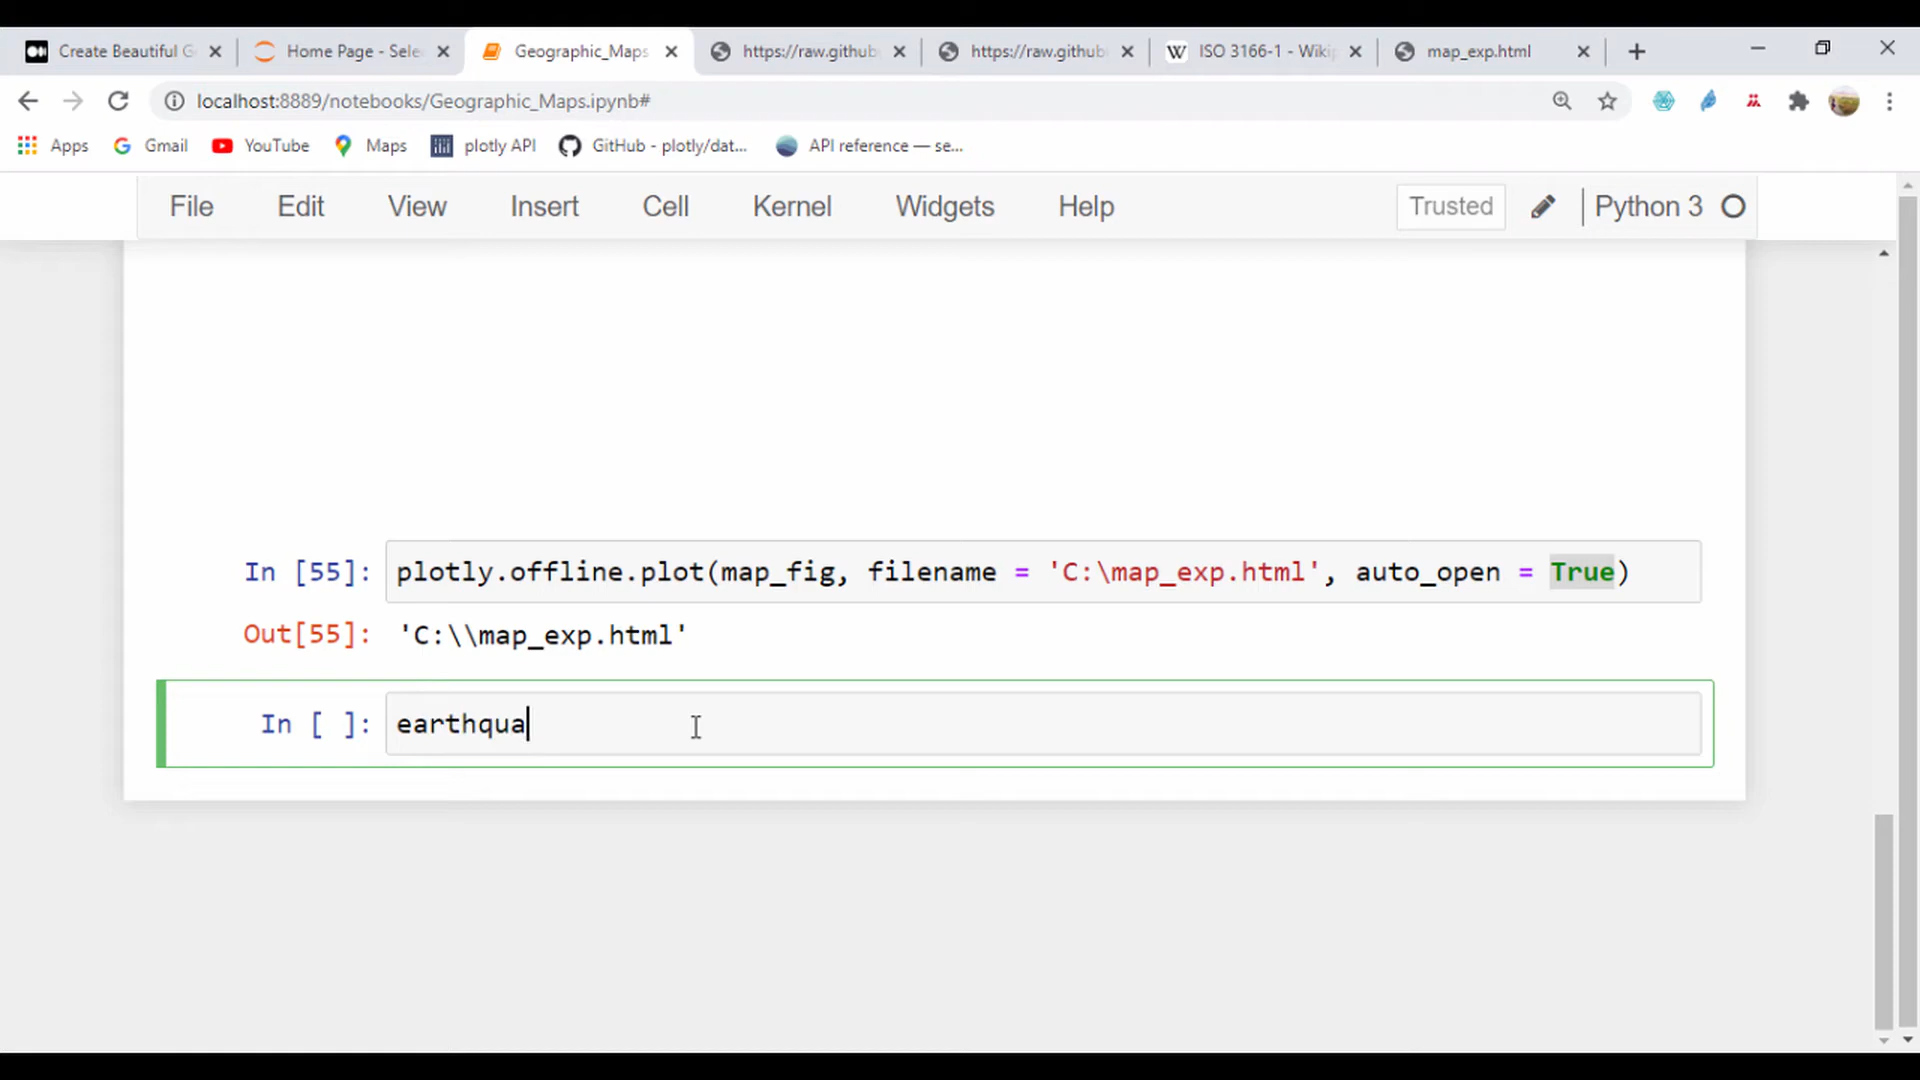 Create Beautiful G
Home Page - Sele
Geographic_Maps
https://raw.github
https://raw.github
ISO 3166-1 - Wikip
map_exp.html
localhost:8889/notebooks/Geographic_Maps.ipynb#
Apps
Gmail
YouTube
Maps
plotly API
GitHub - plotly/dat...
API reference — se...
File
Edit
View
Insert
Cell
Kernel
Widgets
Help
Trusted
Python 3
In [55]: plotly.offline.plot(map_fig, filename = 'C:\map_exp.html', auto_open = True)
Out[55]: 'C:\\map_exp.html'
In [ ]: earthqua